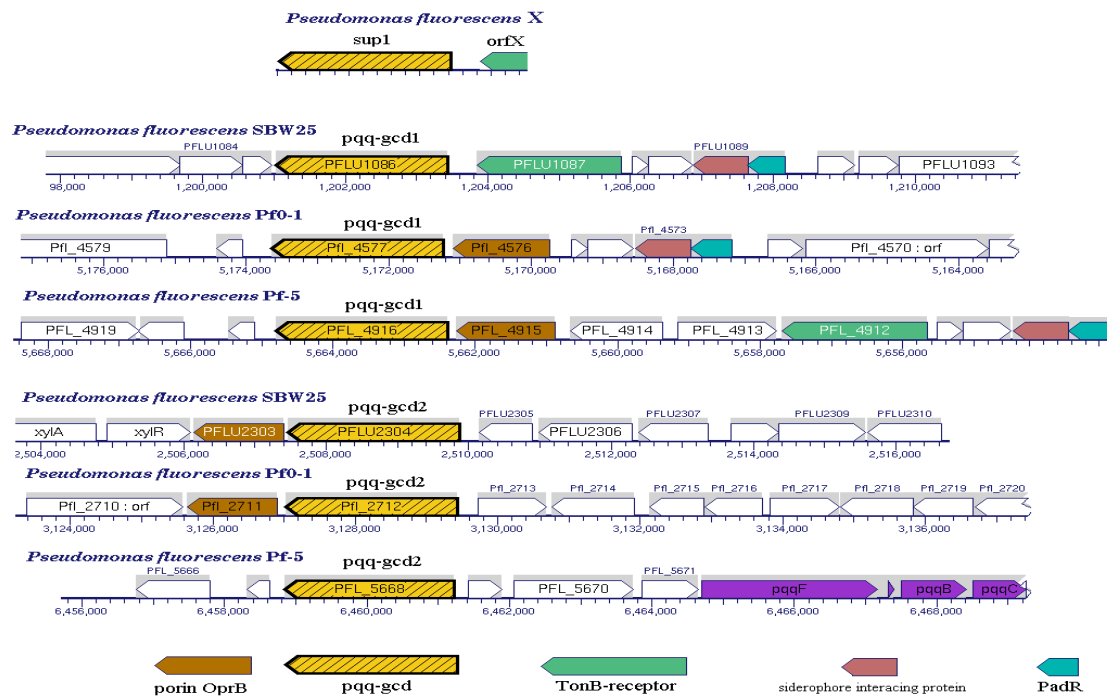 Pseudomonas fluorescens X
sup1 orfX
Pseudomonas fluorescens SBW25
pqq-gcd1
PFLU1084 PFLU1089
PFLU1086 PFLU1087 PFLU1093
98,000 1,200,000 1,202,000 1,204,000 1,206,000 1,208,000 1,210,000
Pseudomonas fluorescens Pf0-1
pqq-gcd1
Pfl_4573
Pfl_4579 Pfl_4577 Pfl_4576 Pfl_4570 : orf
5,176,000 5,174,000 5,172,000 5,170,000 5,168,000 5,166,000 5,164,000
Pseudomonas fluorescens Pf-5
pqq-gcd1
PFL_4919 PFL_4916 PFL_4915 PFL_4914 PFL_4913 PFL_4912
5,668,000 5,666,000 5,664,000 5,662,000 5,660,000 5,658,000 5,656,000
Pseudomonas fluorescens SBW25
pqq-gcd2
PFLU2305 PFLU2307 PFLU2309 PFLU2310
xylA xylR PFLU2303 PFLU2304 PFLU2306
2,504,000 2,506,000 2,508,000 2,510,000 2,512,000 2,514,000 2,516,000
Pseudomonas fluorescens Pf0-1
pqq-gcd2
Pfl_2713 Pfl_2714 Pfl_2715 Pfl_2716 Pfl_2717 Pfl_2718 Pfl_2719 Pfl_2720
Pfl_2710 : orf Pfl_2711 Pfl_2712
3,124,000 3,126,000 3,128,000 3,130,000 3,132,000 3,134,000 3,136,000
Pseudomonas fluorescens Pf-5
pqq-gcd2
PFL_5666 PFL_5671
PFL_5668 PFL_5670 pqqF pqqB pqqC
6,456,000 6,458,000 6,460,000 6,462,000 6,464,000 6,466,000 6,468,000
porin OprB pqq-gcd TonB-receptor siderophore interacing protein PadR